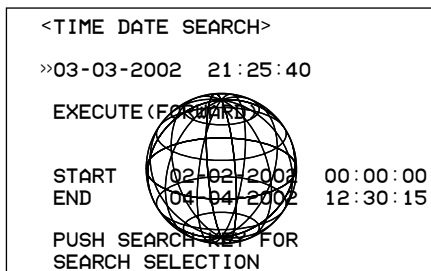 <TIME DATE SEARCH>
»03-03-2002 21:25:40
EXECUTE(FORWARD)
START 02-02-2002 00:00:00
END 04-04-2002 12:30:15
PUSH SEARCH KEY FOR
SEARCH SELECTION